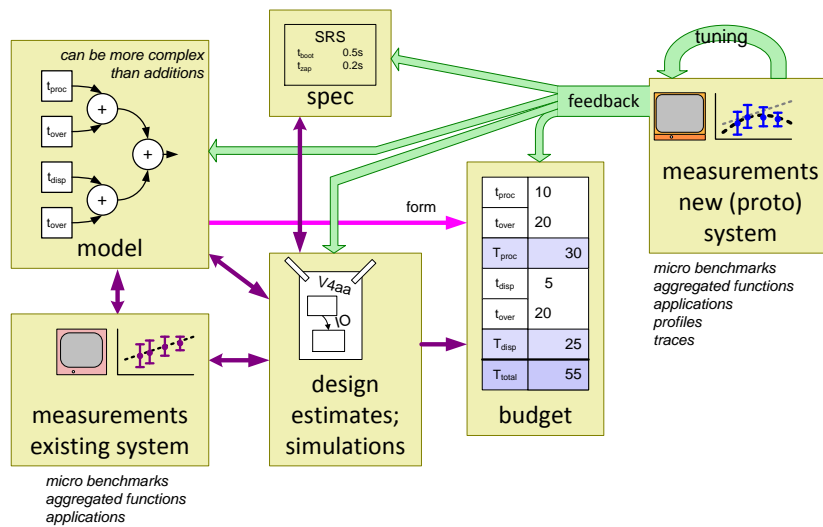 can be more complex
than additions
tproc
tover
tdisp
tover
+
+
+
model
SRS
tboot 0.5s
tzap 0.2s
spec
tuning
feedback
measurements
new (proto)
system
micro benchmarks
aggregated functions
applications
profiles
traces
form
tproc 10
tover 20
Tproc 30
tdisp 5
tover 20
Tdisp 25
Ttotal 55
budget
V4aa
IO
design
estimates;
simulations
measurements
existing system
micro benchmarks
aggregated functions
applications